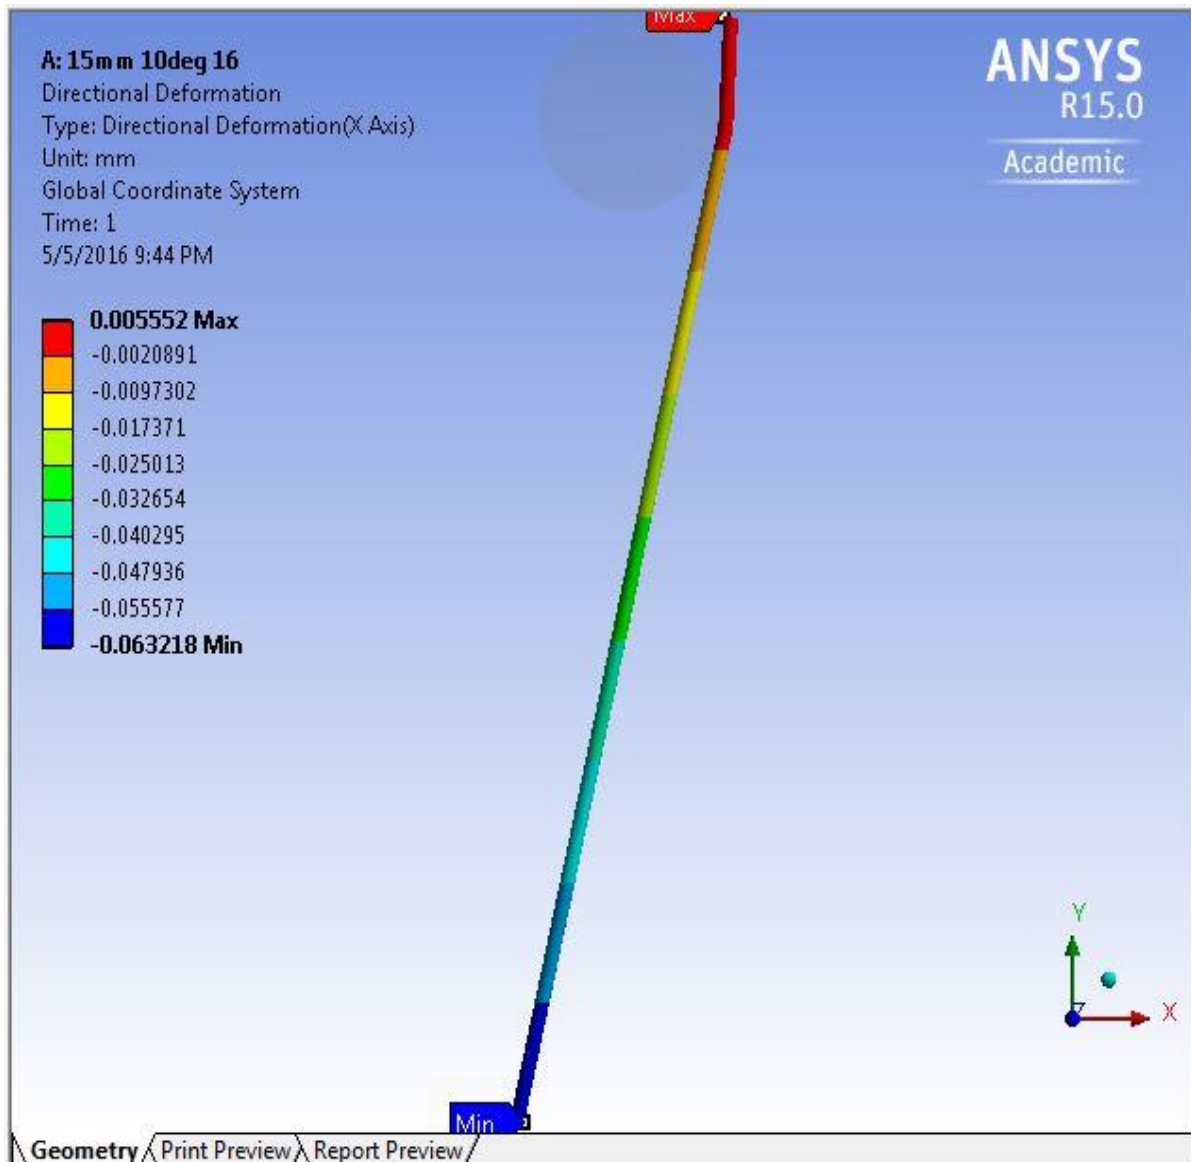 Max
A: 15mm 10deg 16
Directional Deformation
Type: Directional Deformation(X Axis)
Unit: mm
Global Coordinate System
Time: 1
5/5/2016 9:44 PM
ANSYS
R15.0
Academic
0.005552 Max
-0.0020891
-0.0097302
-0.017371
-0.025013
-0.032654
-0.040295
-0.047936
-0.055577
-0.063218 Min
Y
Z
X
Min
Geometry Print Preview Report Preview